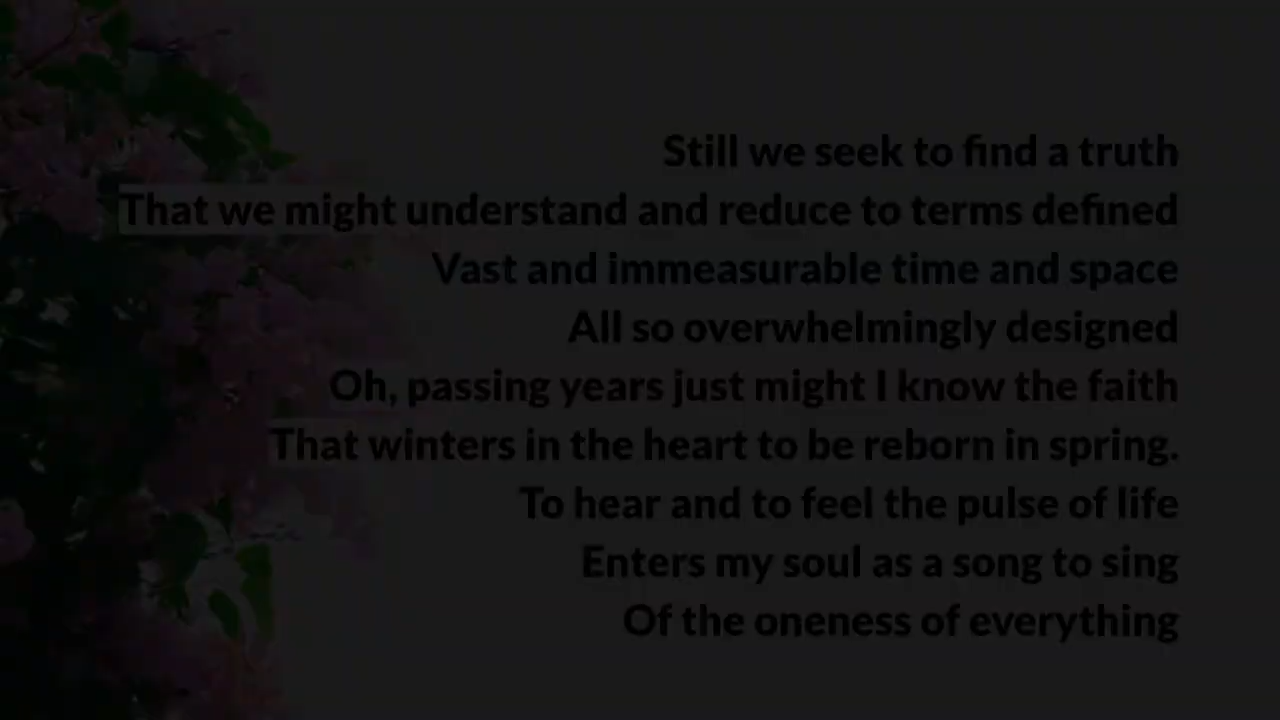 Still we seek to find a truth
That we might understand and reduce to terms defined
Vast and immeasurable time and space
All so overwhelmingly designed
Oh, passing years just might I know the faith
That winters in the heart to be reborn in spring.
To hear and to feel the pulse of life
Enters my soul as a song to sing
Of the oneness of everything